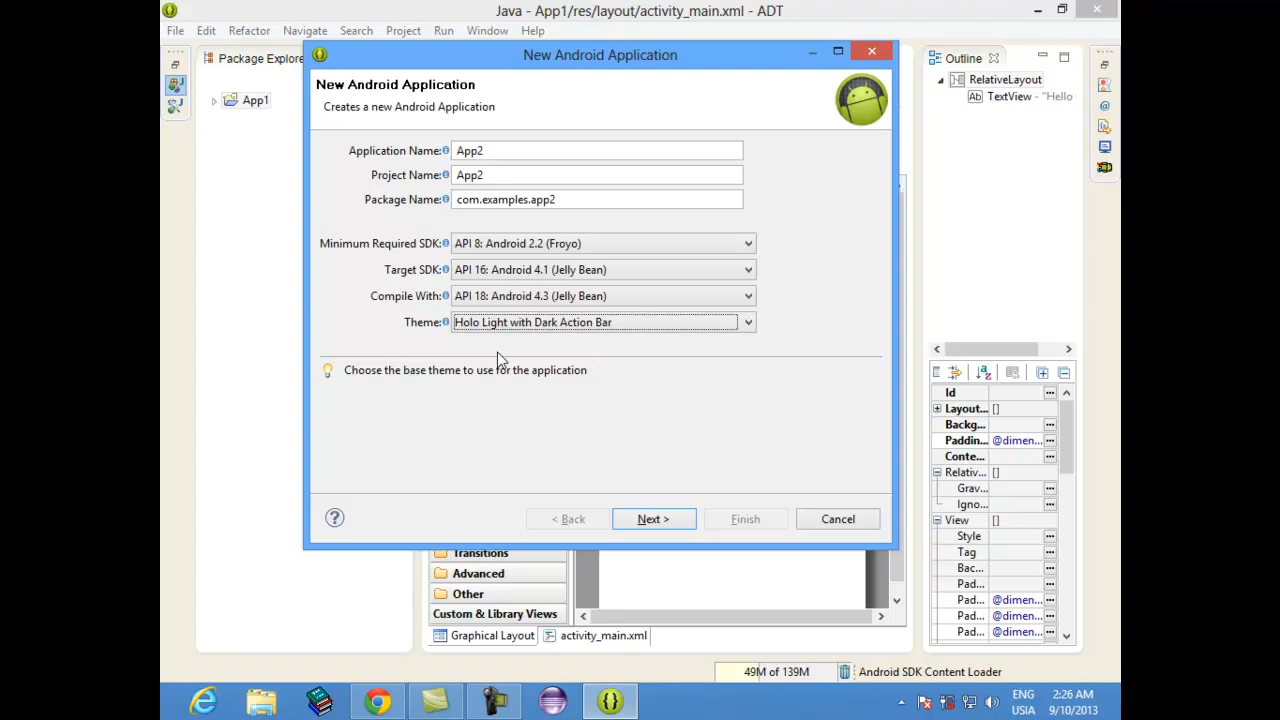 Java - App1/res/layout/activity_main.xml - ADT
File Edit Refactor Navigate Search Project Run Window Help
Package Explore
App1
New Android Application
New Android Application
Creates a new Android Application
Application Name: App2
Project Name: App2
Package Name: com.examples.app2
Minimum Required SDK: API 8: Android 2.2 (Froyo)
Target SDK: API 16: Android 4.1 (Jelly Bean)
Compile With: API 18: Android 4.3 (Jelly Bean)
Theme: Holo Light with Dark Action Bar
Choose the base theme to use for the application
< Back Next > Finish Cancel
Outline
RelativeLayout
Ab TextView - "Hello
Id
Layout... []
Backg...
Paddin... @dimen...
Conte...
Relativ... []
Grav...
Igno...
View []
Style
Tag
Bac...
Pad...
Pad... @dimen...
Pad... @dimen...
Pad... @dimen...
Transitions
Advanced
Other
Custom & Library Views
Graphical Layout activity_main.xml
49M of 139M Android SDK Content Loader
ENG 2:26 AM
USIA 9/10/2013